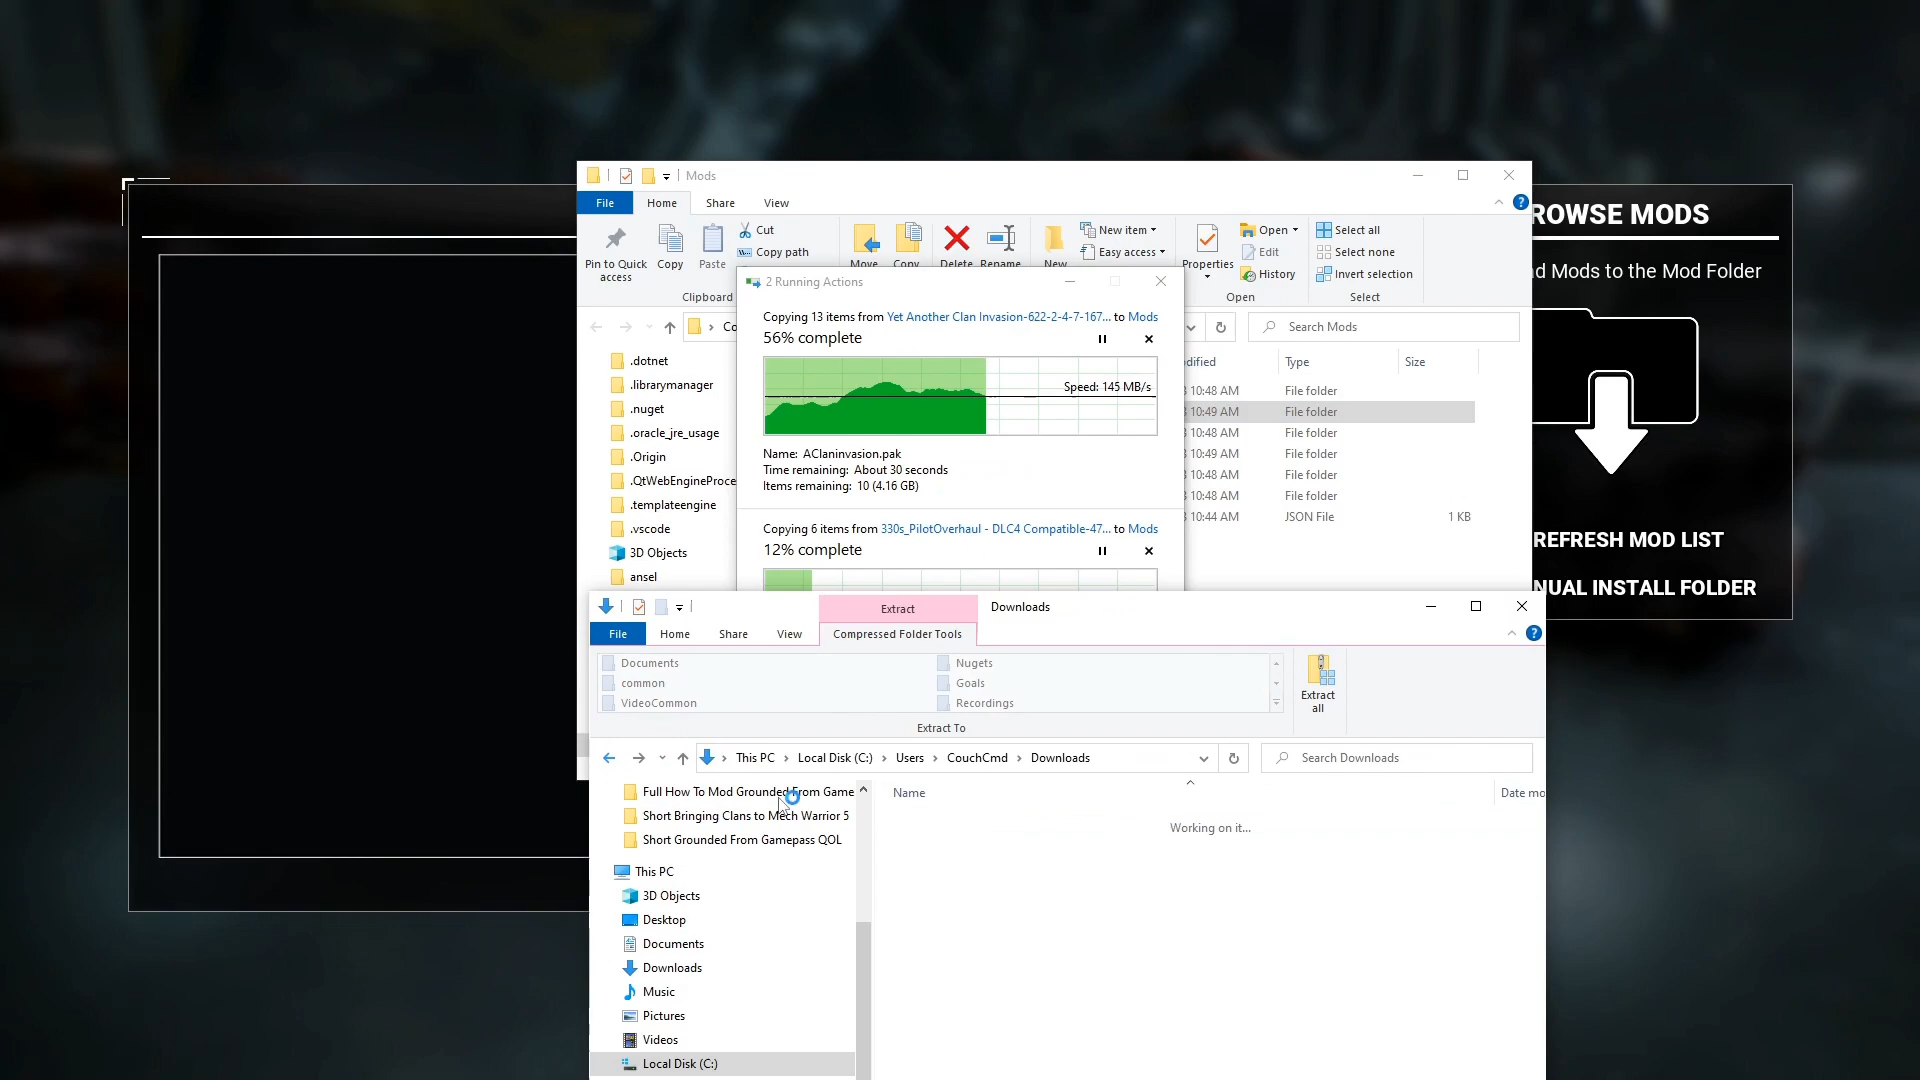 Mods
File
Home
Share
View
Pin to Quick
access
Copy
Paste
Cut
Copy path
Clipboard
Move
Copy
Delete
Rename
New
New item
Easy access
Properties
Open
Edit
History
Open
Select all
Select none
Invert selection
Select
Co
Search Mods
.dotnet
.librarymanager
.nuget
.oracle_jre_usage
.Origin
.QtWebEngineProce
.templateengine
.vscode
3D Objects
ansel
Type
Size
10:48 AM File folder
10:49 AM File folder
10:48 AM File folder
10:49 AM File folder
10:48 AM File folder
10:48 AM File folder
10:44 AM JSON File 1 KB
2 Running Actions
Copying 13 items from Yet Another Clan Invasion-622-2-4-7-167... to Mods
56% complete
Speed: 145 MB/s
Name: AClaninvasion.pak
Time remaining: About 30 seconds
Items remaining: 10 (4.16 GB)
Copying 6 items from 330s_PilotOverhaul - DLC4 Compatible-47... to Mods
12% complete
ROWSE MODS
d Mods to the Mod Folder
REFRESH MOD LIST
NUAL INSTALL FOLDER
Extract
Downloads
File
Home
Share
View
Compressed Folder Tools
Documents
common
VideoCommon
Nugets
Goals
Recordings
Extract To
Extract
all
This PC › Local Disk (C:) › Users › CouchCmd › Downloads
Search Downloads
Full How To Mod Grounded From Game
Short Bringing Clans to Mech Warrior 5
Short Grounded From Gamepass QOL
This PC
3D Objects
Desktop
Documents
Downloads
Music
Pictures
Videos
Local Disk (C:)
Name
Date mo
Working on it...